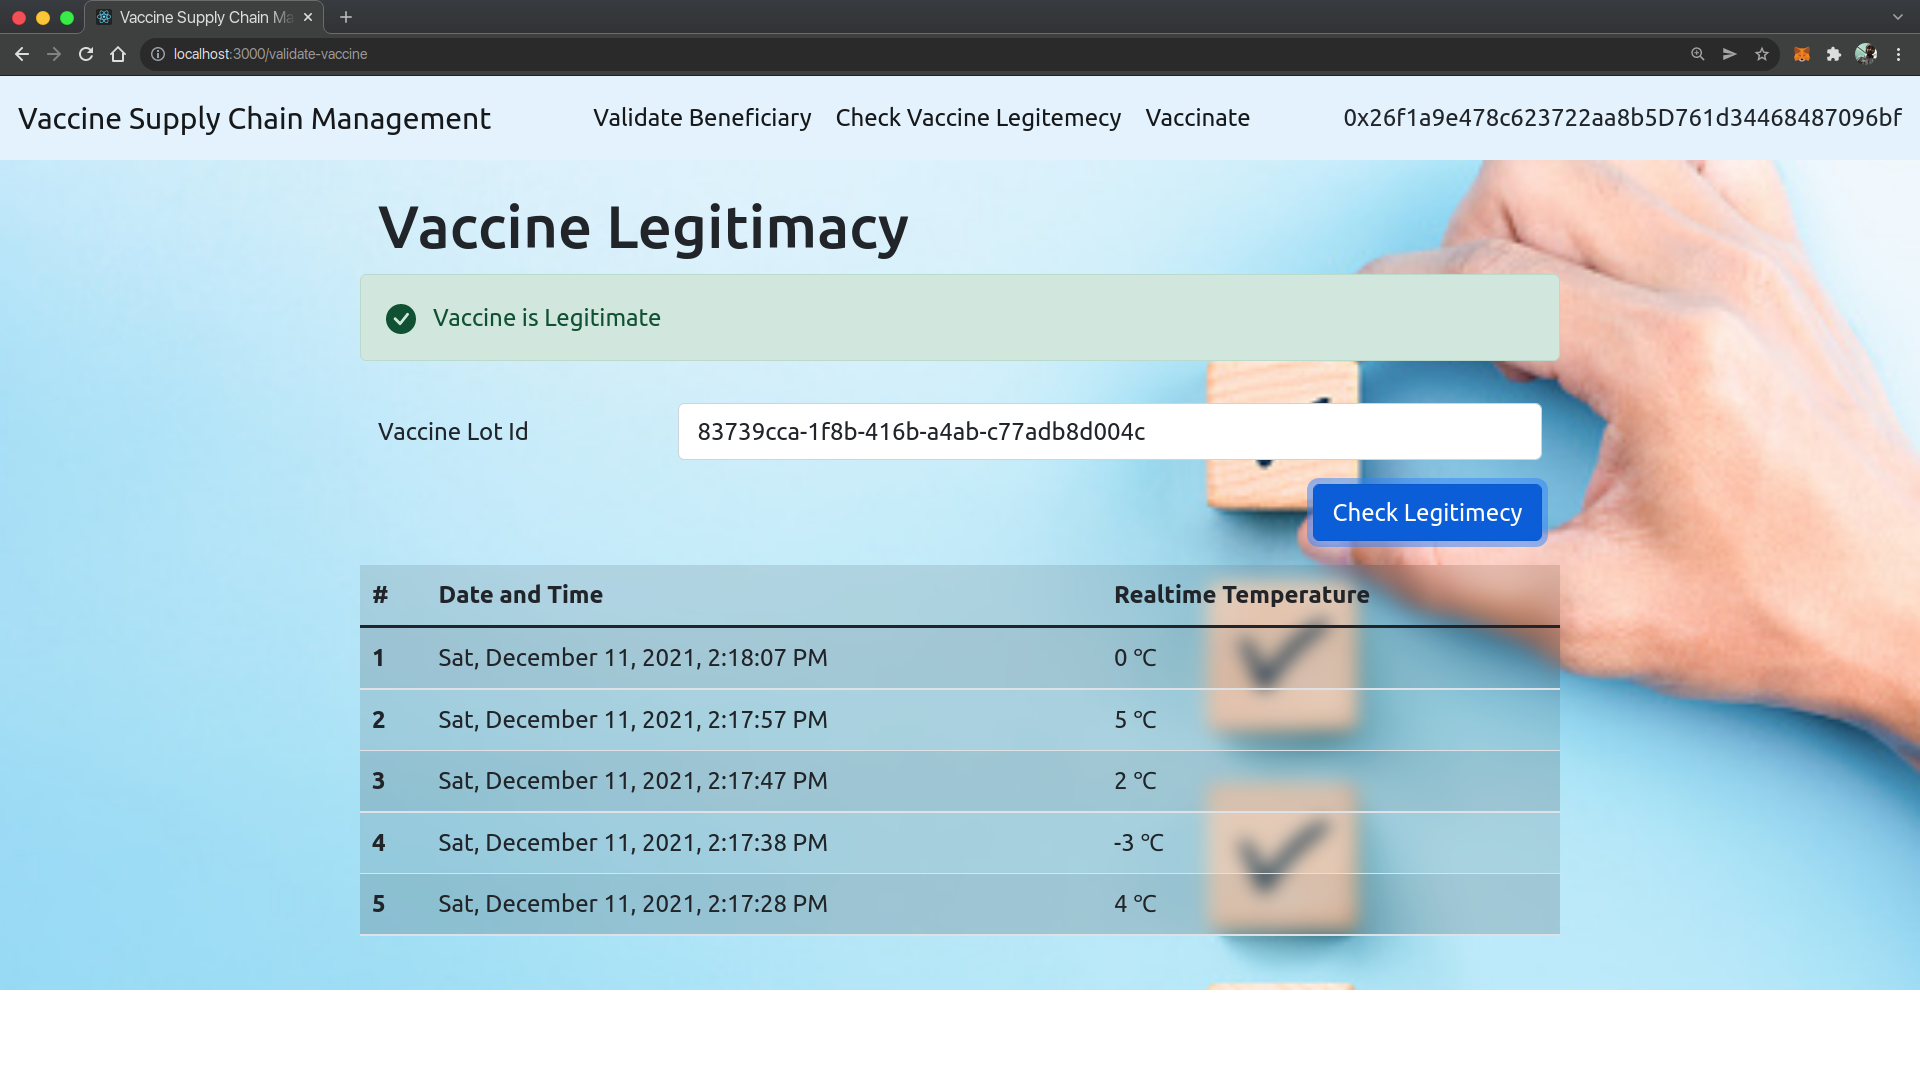 Vaccine Supply Chain Ma
localhost:3000/validate-vaccine
Vaccine Supply Chain Management Validate Beneficiary Check Vaccine Legitemecy Vaccinate 0x26f1a9e478c623722aa8b5D761d34468487096bf
Vaccine Legitimacy
Vaccine is Legitimate
Vaccine Lot Id 83739cca-1f8b-416b-a4ab-c77adb8d004c
Check Legitimecy
# Date and Time Realtime Temperature
1 Sat, December 11, 2021, 2:18:07 PM 0 ℃
2 Sat, December 11, 2021, 2:17:57 PM 5 ℃
3 Sat, December 11, 2021, 2:17:47 PM 2 ℃
4 Sat, December 11, 2021, 2:17:38 PM -3 ℃
5 Sat, December 11, 2021, 2:17:28 PM 4 ℃